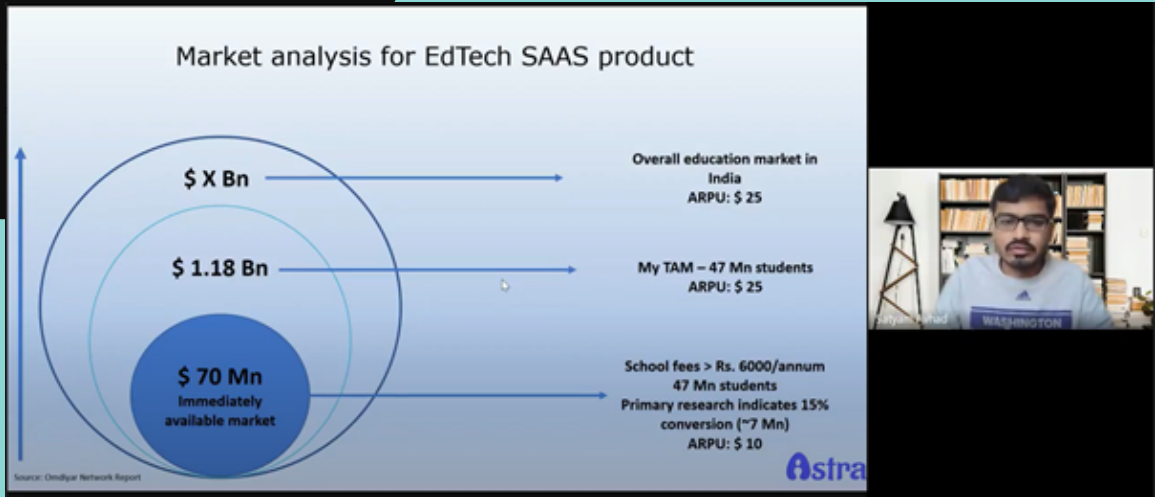 Market analysis for EdTech SAAS product
$ X Bn
Overall education market in
India
ARPU: $ 25
$ 1.18 Bn
My TAM – 47 Mn students
ARPU: $ 25
$ 70 Mn
Immediately
available market
School fees > Rs. 6000/annum
47 Mn students
Primary research indicates 15%
conversion (~7 Mn)
ARPU: $ 10
Source: Omdiyar Network Report
Astra
WASHINGTON